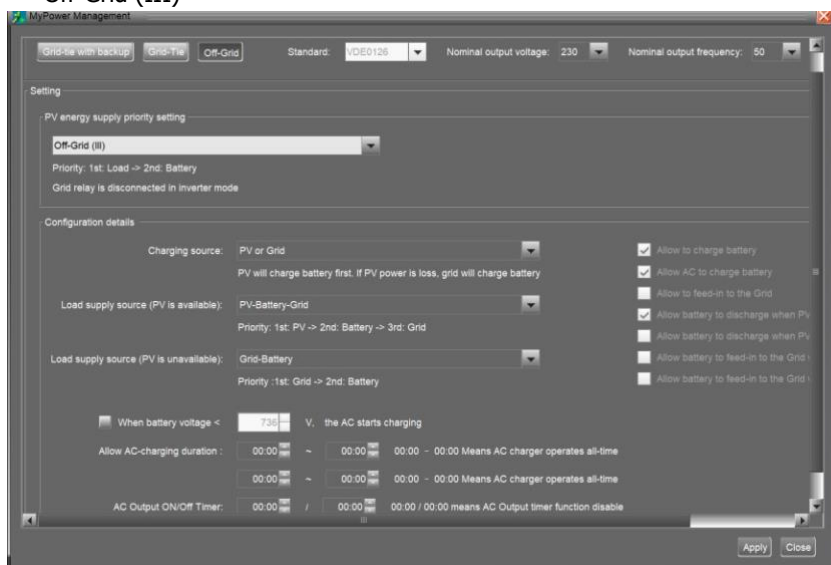 Off-Grid (III)
MyPower Management
Grid-tie with backup Grid-Tie Off-Grid Standard: VDE0126 Nominal output voltage: 230 Nominal output frequency: 50
Setting
PV energy supply priority setting
Off-Grid (III)
Priority: 1st: Load -> 2nd: Battery
Grid relay is disconnected in inverter mode
Configuration details
Charging source: PV or Grid Allow to charge battery
PV will charge battery first. If PV power is loss, grid will charge battery Allow AC to charge battery
Allow to feed-in to the Grid
Load supply source (PV is available): PV-Battery-Grid Allow battery to discharge when PV
Priority: 1st: PV -> 2nd: Battery -> 3rd: Grid Allow battery to discharge when PV
Load supply source (PV is unavailable): Grid-Battery Allow battery to feed-in to the Grid
Priority :1st: Grid -> 2nd: Battery Allow battery to feed-in to the Grid
When battery voltage < 736 V, the AC starts charging
Allow AC-charging duration : 00:00 ~ 00:00 00:00 - 00:00 Means AC charger operates all-time
00:00 ~ 00:00 00:00 - 00:00 Means AC charger operates all-time
AC Output ON/Off Timer: 00:00 / 00:00 00:00 / 00:00 means AC Output timer function disable
Apply Close